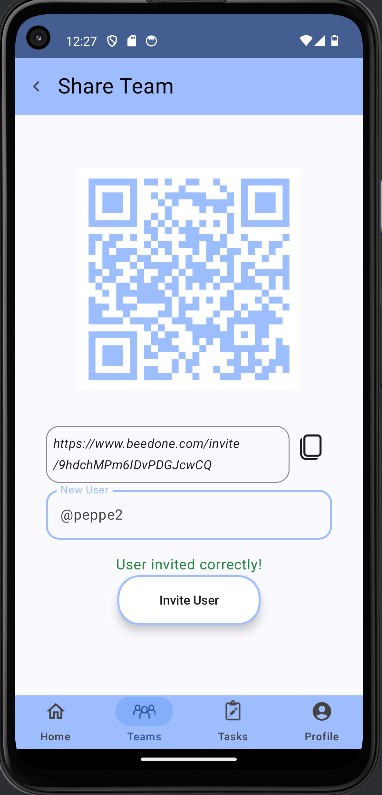 12:27
Share Team
https://www.beedone.com/invite
/9hdchMPm6IDvPDGJcwCQ
New User
@peppe2
User invited correctly!
Invite User
Home Teams Tasks Profile